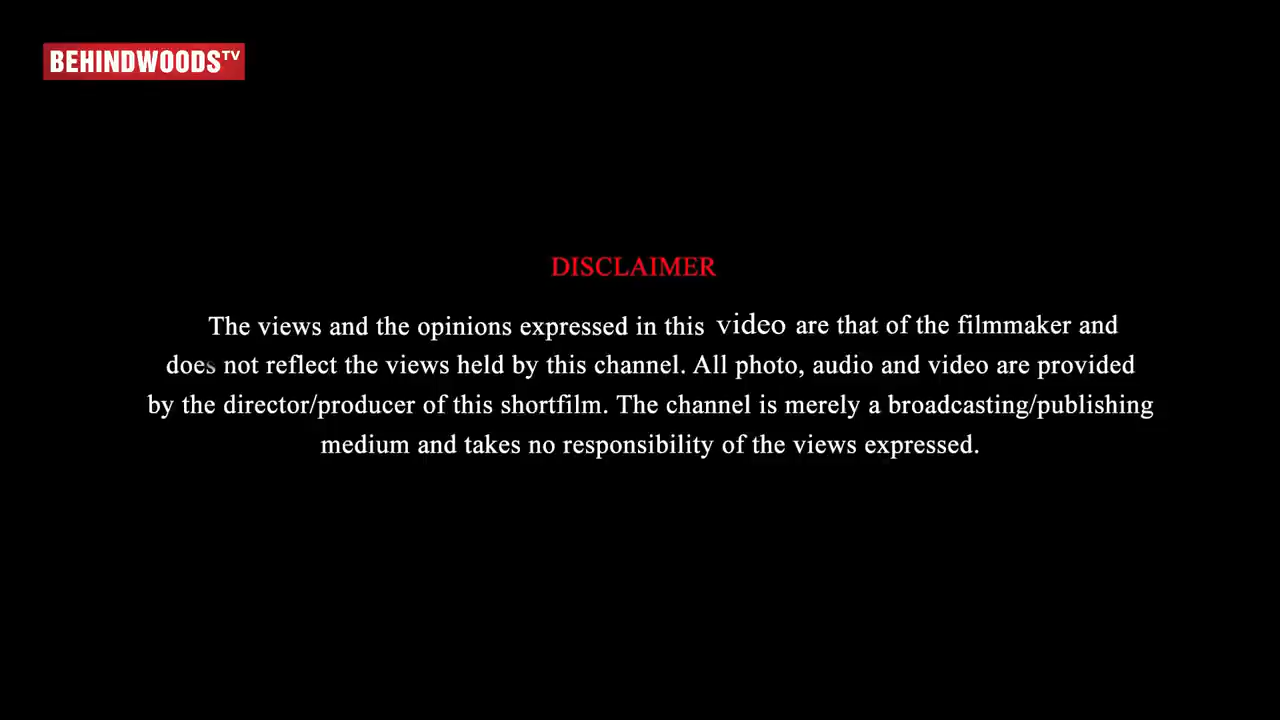 BEHINDWOODS TV
DISCLAIMER
The views and the opinions expressed in this video are that of the filmmaker and
does not reflect the views held by this channel. All photo, audio and video are provided
by the director/producer of this shortfilm. The channel is merely a broadcasting/publishing
medium and takes no responsibility of the views expressed.